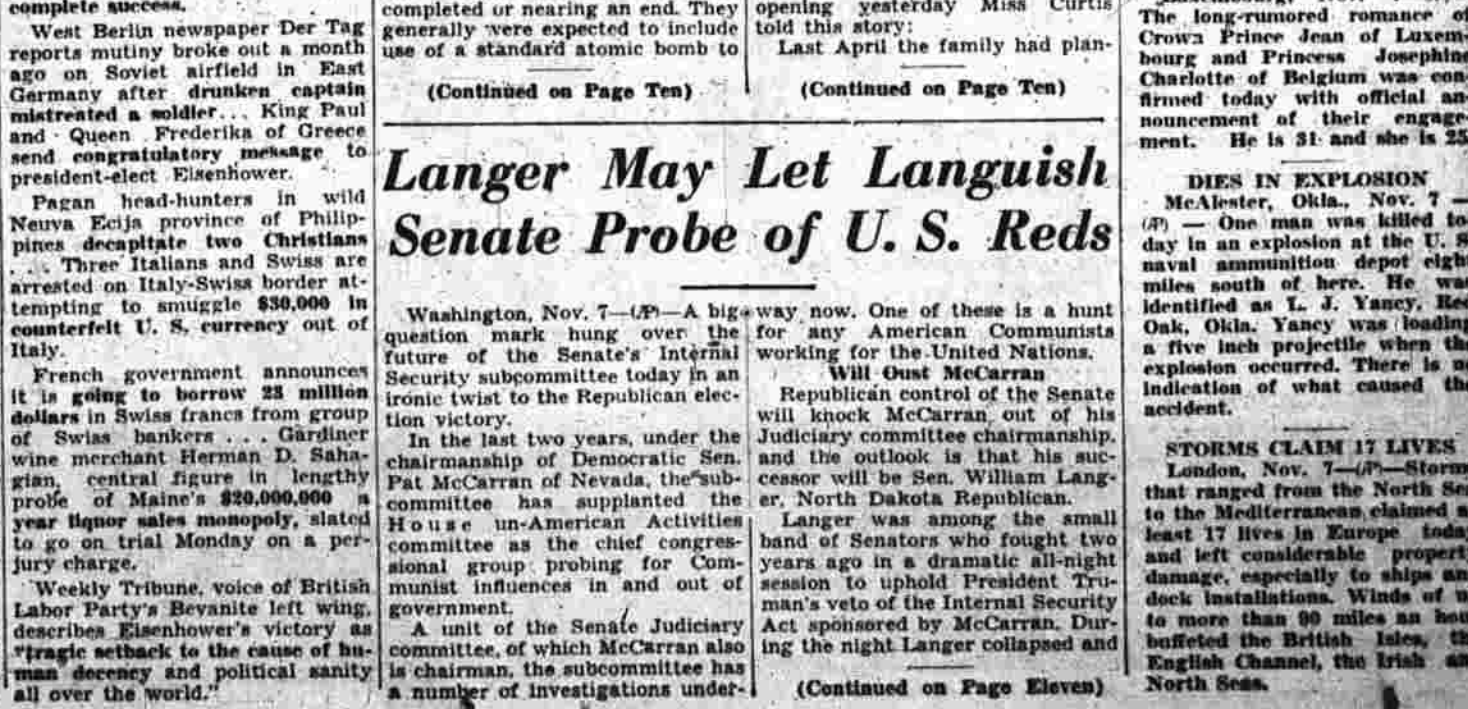 complete success.
West Berlin newspaper Der Tag
reports mutiny broke out a month
ago on Soviet airfield in East
Germany after drunken captain
mistreated a soldier... King Paul
and Queen Frederika of Greece
send congratulatory message to
president-elect Eisenhower.
Pagan head-hunters in wild
Neuva Ecija province of Philip-
pines decapitate two Christians
... Three Italians and Swiss are
arrested on Italy-Swiss border at-
tempting to smuggle $30,000 in
counterfeit U. S. currency out of
Italy.
French government announces
it is going to borrow 23 million
dollars in Swiss francs from group
of Swiss bankers . . . Gardiner
wine merchant Herman D. Saha-
gian, central figure in lengthy
probe of Maine's $20,000,000 a
year liquor sales monopoly, slated
to go on trial Monday on a per-
jury charge.
Weekly Tribune, voice of British
Labor Party's Bevanite left wing,
describes Eisenhower's victory as
"tragic setback to the cause of hu-
man decency and political sanity
all over the world."
completed or nearing an end. They
generally were expected to include
use of a standard atomic bomb to
(Continued on Page Ten)
opening yesterday Miss Curtis
told this story:
Last April the family had plan-
(Continued on Page Ten)
Langer May Let Languish
Senate Probe of U. S. Reds
Washington, Nov. 7—(AP)—A big
question mark hung over the
future of the Senate's Internal
Security subcommittee today in an
ironic twist to the Republican elec-
tion victory.
In the last two years, under the
chairmanship of Democratic Sen.
Pat McCarran of Nevada, the sub-
committee has supplanted the
House un-American Activities
committee as the chief congres-
sional group probing for Com-
munist influences in and out of
government.
A unit of the Senate Judiciary
committee, of which McCarran also
is chairman, the subcommittee has
a number of investigations under-
way now. One of these is a hunt
for any American Communists
working for the United Nations.
Will Oust McCarran
Republican control of the Senate
will knock McCarran out of his
Judiciary committee chairmanship,
and the outlook is that his suc-
cessor will be Sen. William Lang-
er, North Dakota Republican.
Langer was among the small
band of Senators who fought two
years ago in a dramatic all-night
session to uphold President Tru-
man's veto of the Internal Security
Act sponsored by McCarran. Dur-
ing the night Langer collapsed and
(Continued on Page Eleven)
The long-rumored romance of
Crown Prince Jean of Luxem-
bourg and Princess Josephine
Charlotte of Belgium was con-
firmed today with official an-
nouncement of their engage-
ment. He is 31 and she is 25
DIES IN EXPLOSION
McAlester, Okla., Nov. 7 —
(AP) — One man was killed to-
day in an explosion at the U. S.
naval ammunition depot eight
miles south of here. He was
identified as L. J. Yancy, Red
Oak, Okla. Yancy was loading
a five inch projectile when the
explosion occurred. There is no
indication of what caused the
accident.
STORMS CLAIM 17 LIVES
London, Nov. 7—(AP)—Storms
that ranged from the North Sea
to the Mediterranean claimed at
least 17 lives in Europe today
and left considerable property
damage, especially to ships and
dock installations. Winds of up
to more than 90 miles an hour
buffeted the British Isles, the
English Channel, the Irish and
North Seas.